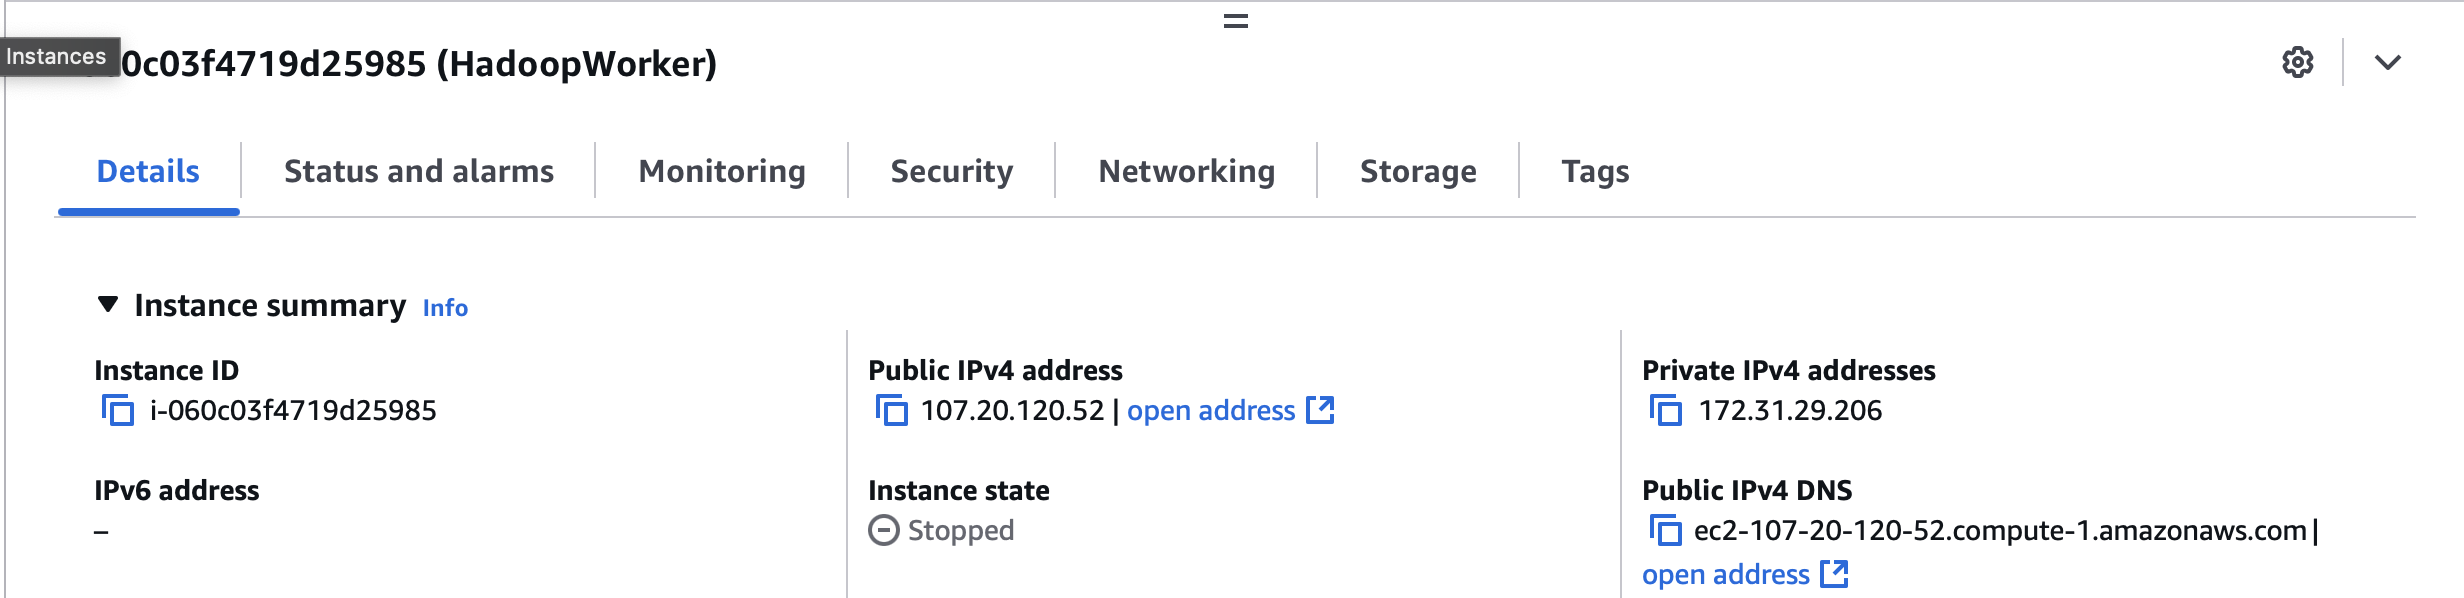 Instances
0c03f4719d25985 (HadoopWorker)
Details
Status and alarms
Monitoring
Security
Networking
Storage
Tags
Instance summary Info
Instance ID
i-060c03f4719d25985
Public IPv4 address
107.20.120.52 | open address
Private IPv4 addresses
172.31.29.206
IPv6 address
–
Instance state
Stopped
Public IPv4 DNS
ec2-107-20-120-52.compute-1.amazonaws.com |
open address